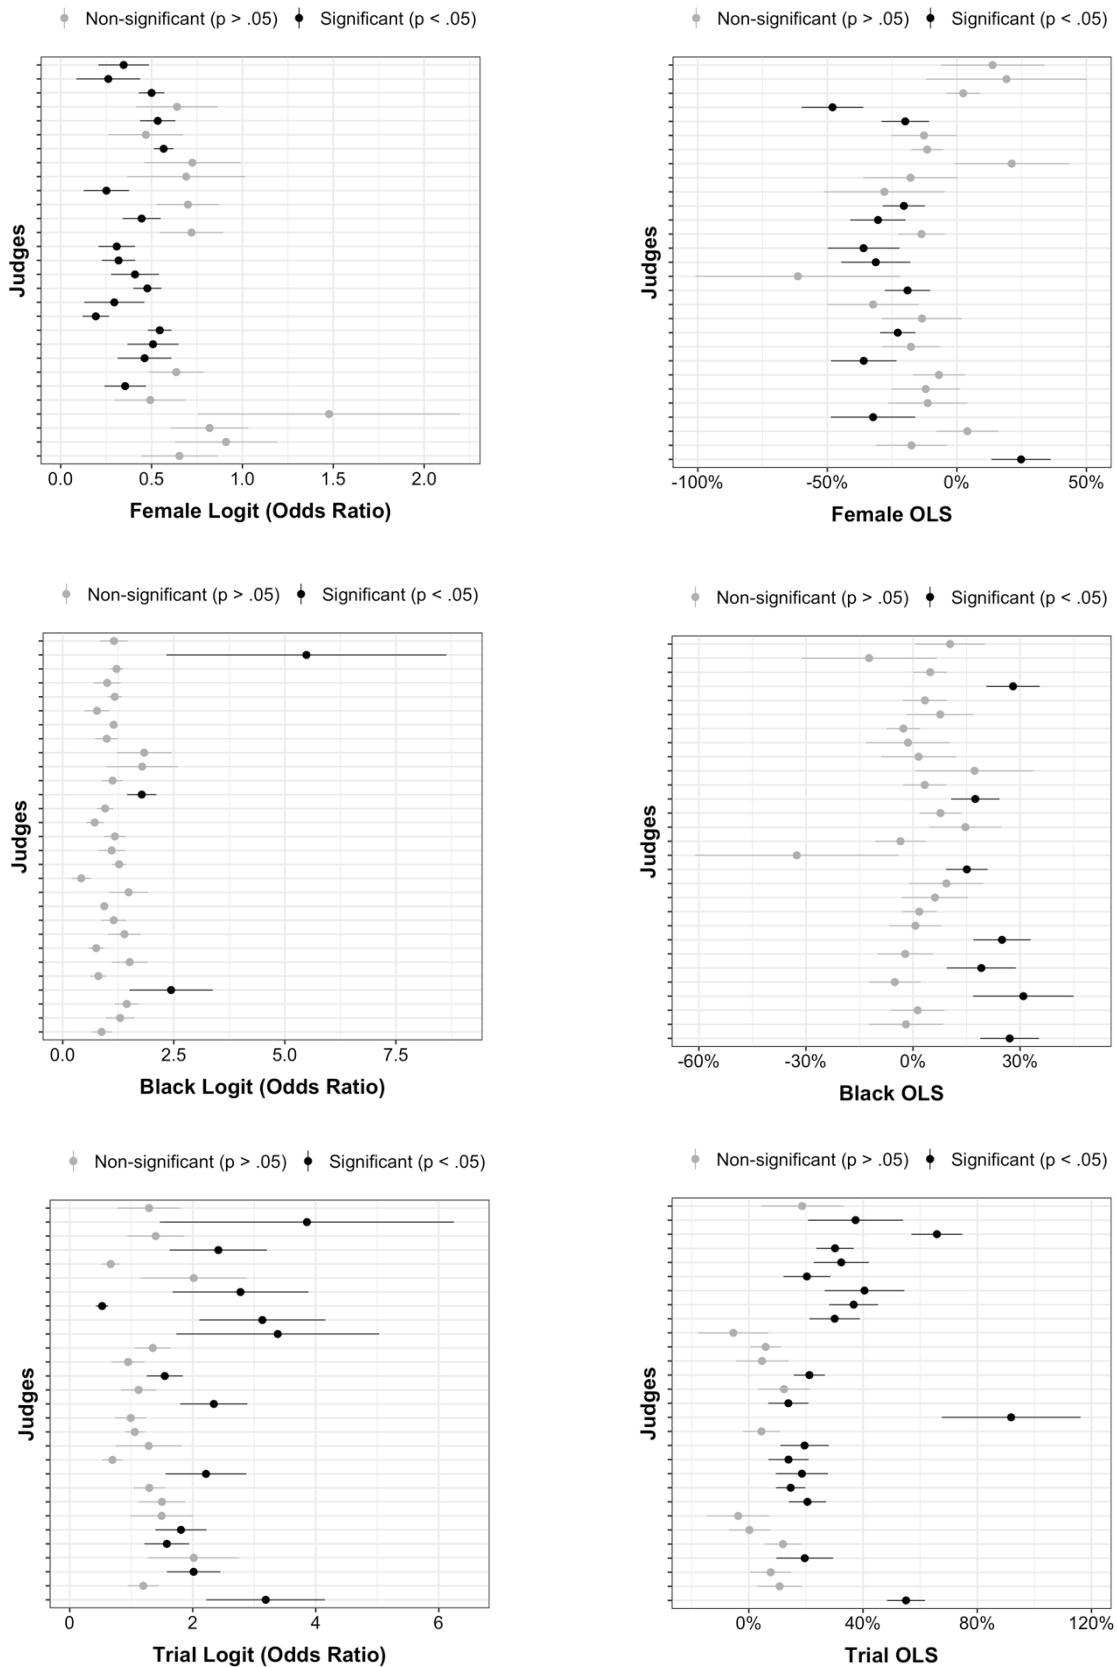 Non-significant (p > .05) Significant (p < .05)
Judges
0.0 0.5 1.0 1.5 2.0
Female Logit (Odds Ratio)
Non-significant (p > .05) Significant (p < .05)
Judges
-100% -50% 0% 50%
Female OLS
Non-significant (p > .05) Significant (p < .05)
Judges
0.0 2.5 5.0 7.5
Black Logit (Odds Ratio)
Non-significant (p > .05) Significant (p < .05)
Judges
-60% -30% 0% 30%
Black OLS
Non-significant (p > .05) Significant (p < .05)
Judges
0 2 4 6
Trial Logit (Odds Ratio)
Non-significant (p > .05) Significant (p < .05)
Judges
0% 40% 80% 120%
Trial OLS